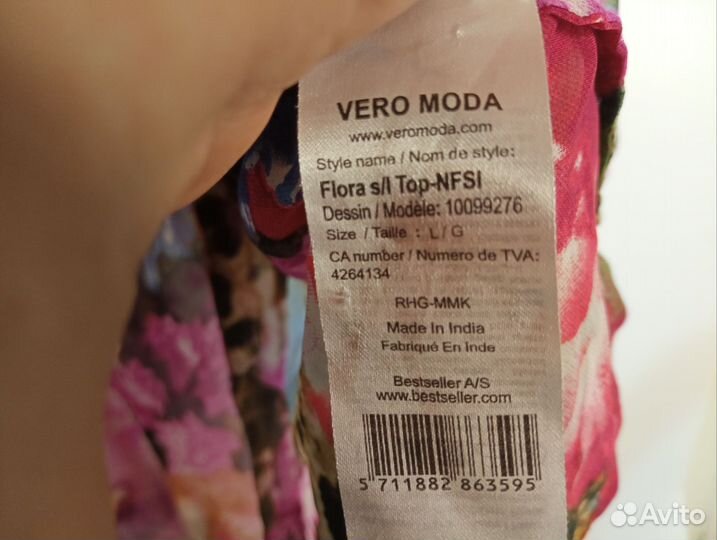 VERO MODA
www.veromoda.com
Style name / Nom de style:
Flora s/l Top-NFSI
Dessin / Modèle: 10099276
Size / Taille : L / G
CA number / Numero de TVA:
4264134
RHG-MMK
Made In India
Fabriqué En Inde
Bestseller A/S
www.bestseller.com
5 711882 863595
Avito